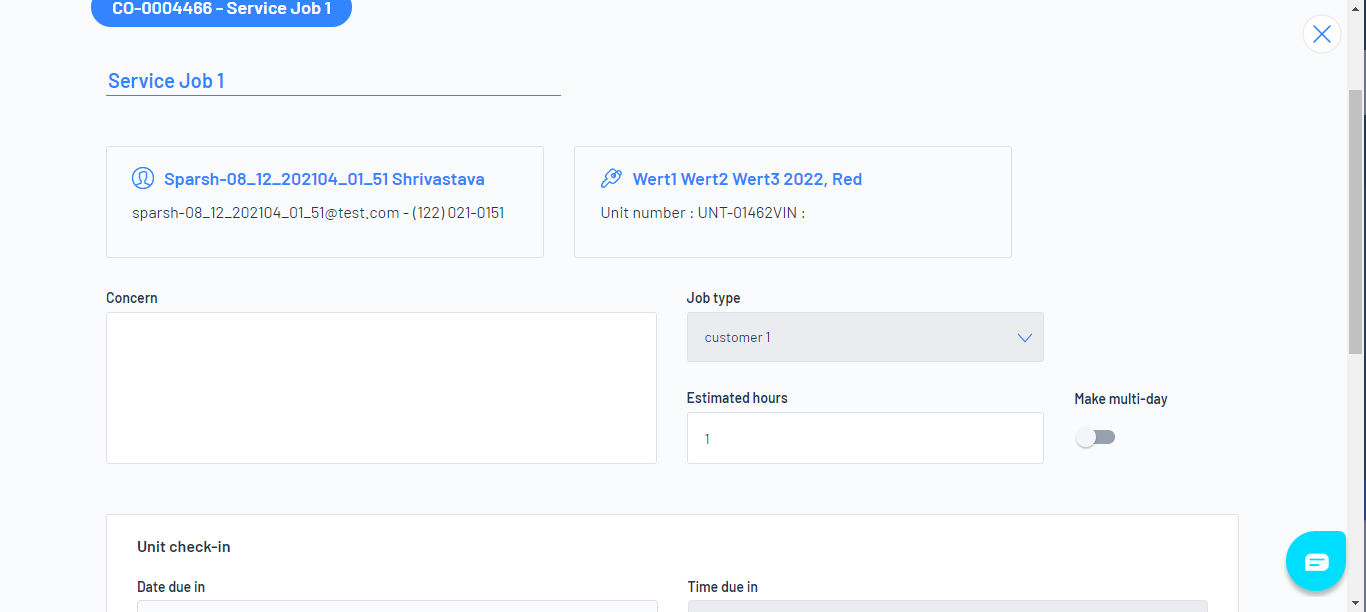 CO-0004466 - Service Job 1
Service Job 1
Sparsh-08_12_202104_01_51 Shrivastava
sparsh-08_12_202104_01_51@test.com - (122) 021-0151
Wert1 Wert2 Wert3 2022, Red
Unit number : UNT-01462VIN :
Concern
Job type
customer 1
Estimated hours
Make multi-day
1
Unit check-in
Date due in
Time due in